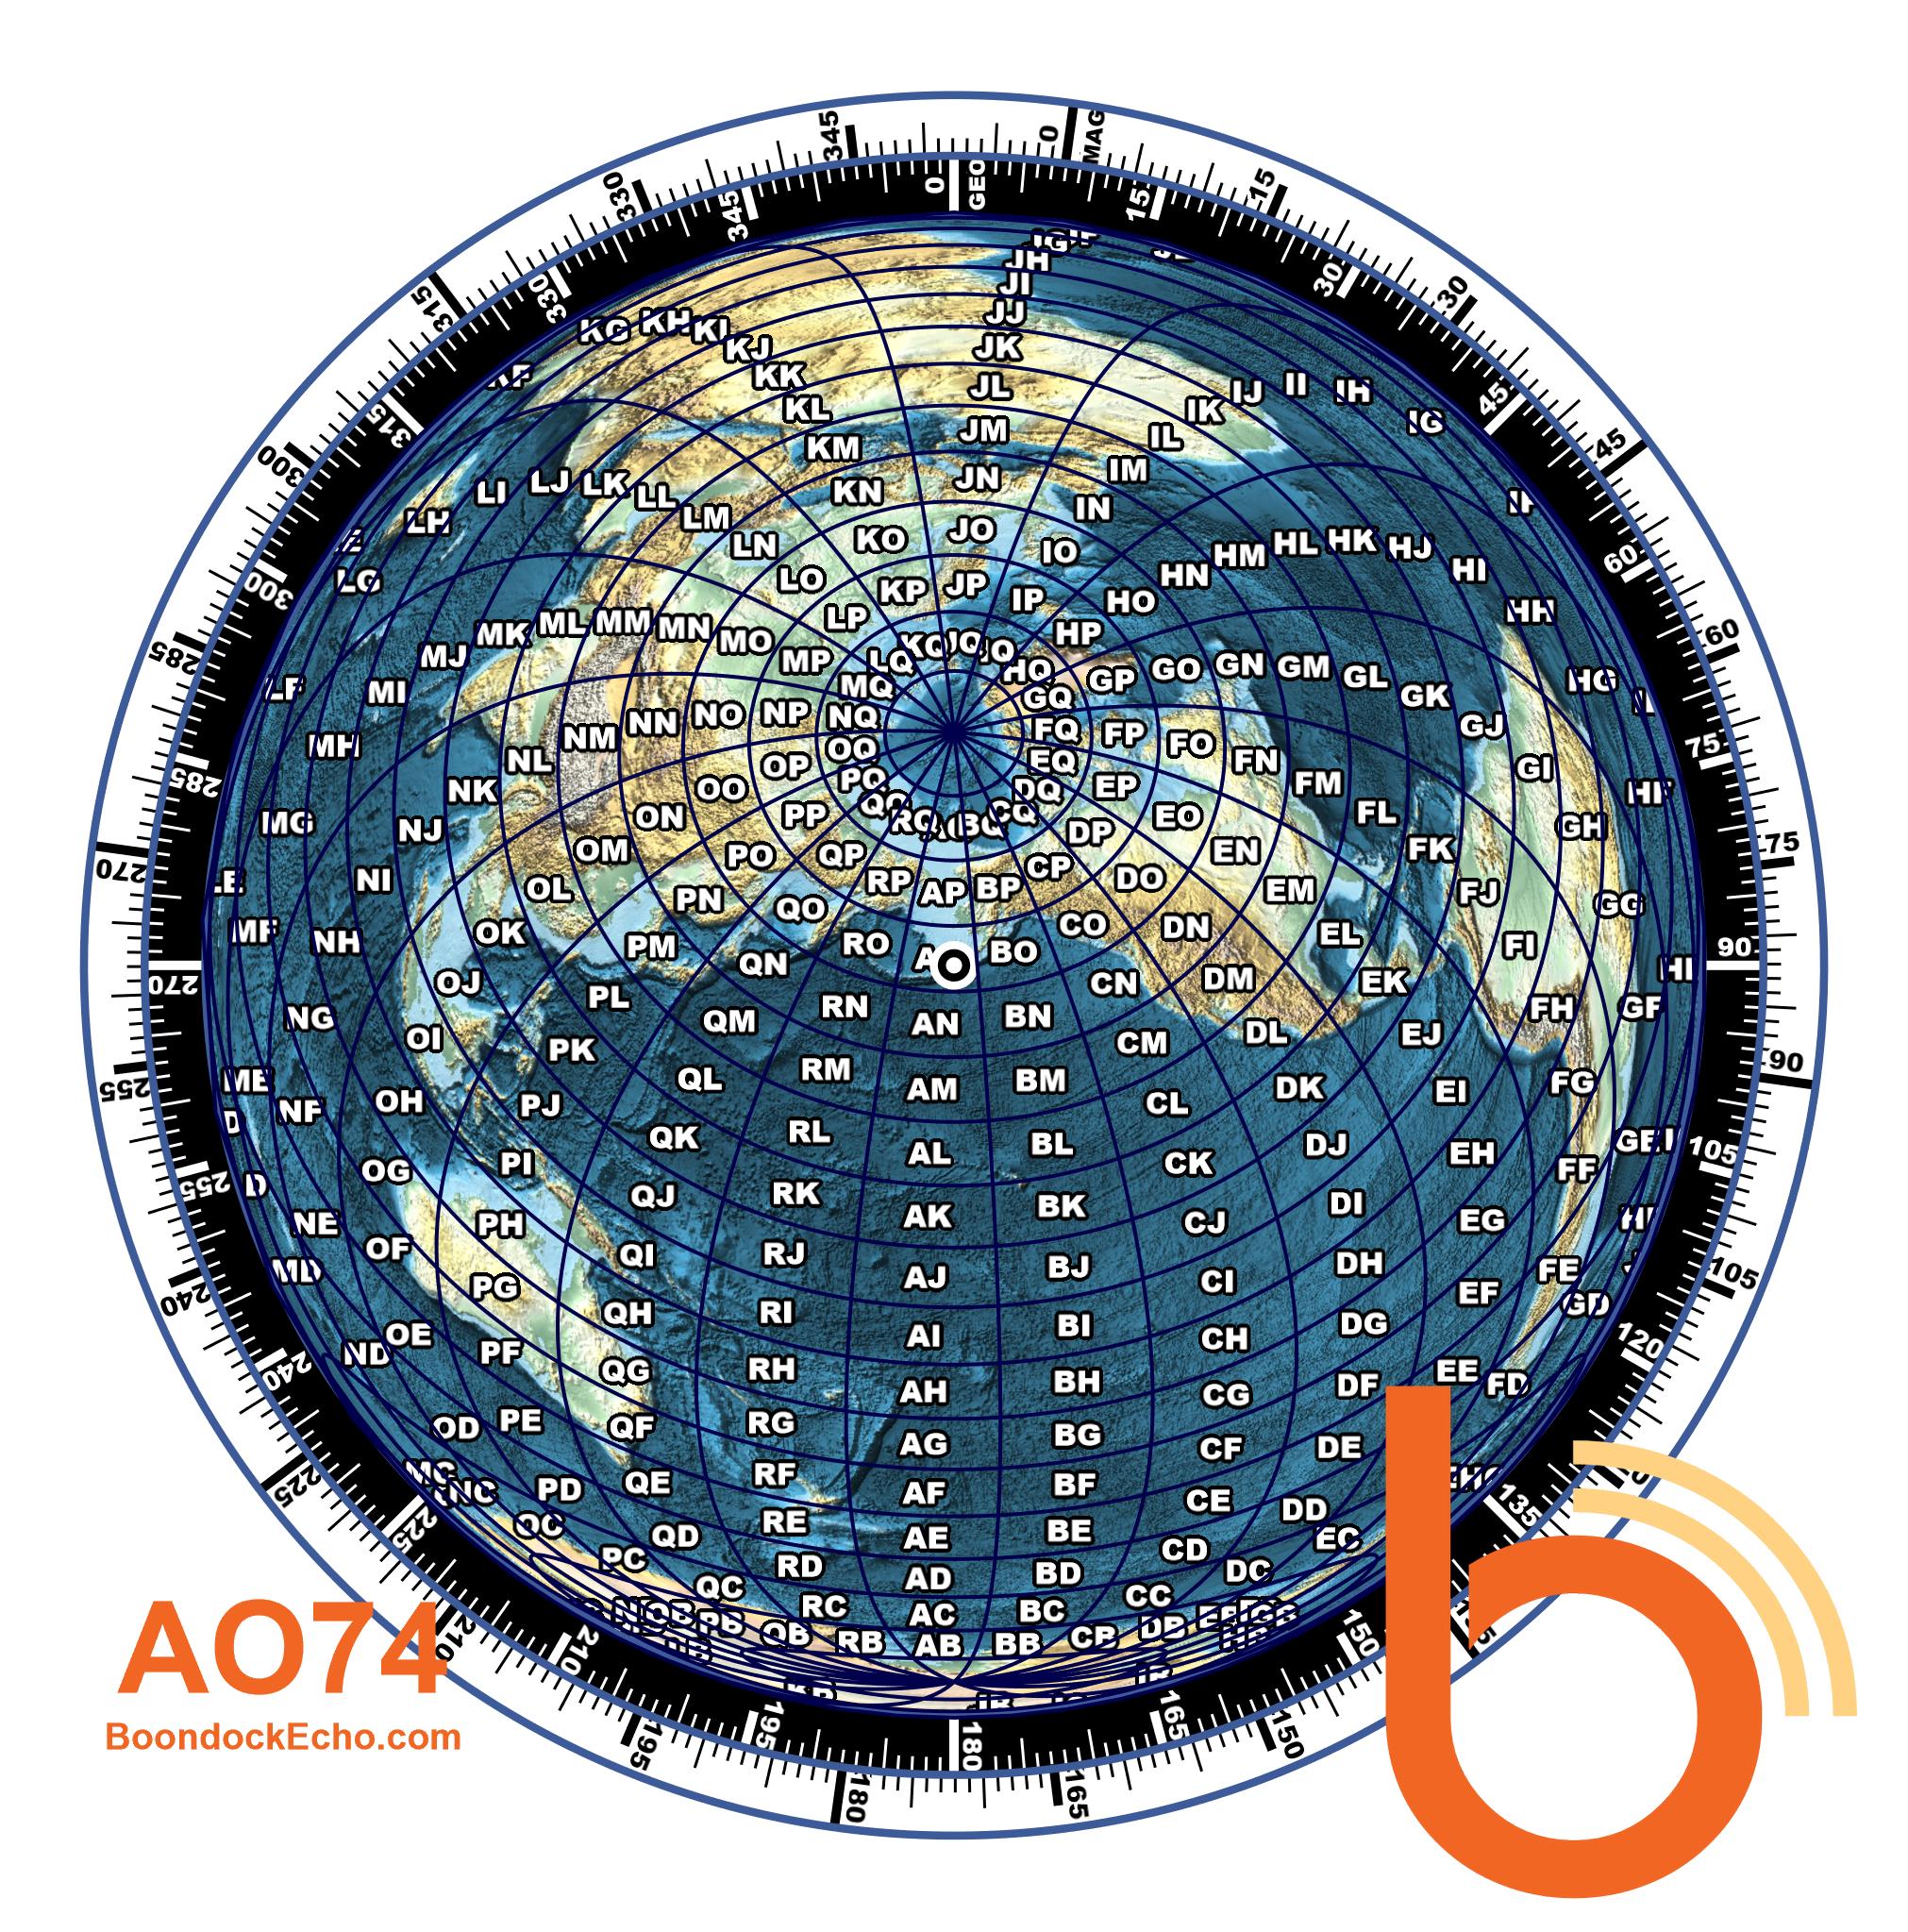 345 0 MAG 15 30 45 60 75 90 105 150 165 180 195 210 225 240 255 270 285 300 315 330
0 GEO 15 30 45 60 75 90 105 120 135 150 165 180 195 210 225 240 255 270 285 300 315 330 345
JH
JI
JJ
KG KH KI
KJ JK
KK JL IJ II IH
KL IK IG
KM JM IL
LI LJ LK LL KN JN IM
LH LM IN
LN KO JO IO HM HL HK HJ
LG LO KP JP IP HO HN HI
MK ML MM MN LP HP HH
MJ MO MP LQ KQ JQ HQ GP GO GN GM GL HG
LF MI MQ GQ GK
MH NM NN NO NP NQ FQ FP FO GJ
NL OP OQ EQ FN GI
NK OO PQ DQ EP FM HF
MG NJ ON PP CQ EO FL GH
OM PO QP RQ BQ DP EN FK
NI OL PN RP AP BP CP DO EM FJ GG
MF NH OK PM QO RO BO CO DN EL FI
OJ PL QN CN DM EK
NG OI PK QM RN AN BN CM DL EJ FH GF
ME OH QL RM AM BM DK EI FG
NF PJ QK RL AL BL CL DJ EH
OG PI QJ RK AK BK CK DI FF
NE PH QI RJ AJ BJ CJ DH EG
MD OF PG QH RI AI BI CI DG EF FE GD
ND OE PF QG RH AH BH CH DF EE FD
OD PE QF RG AG BG CG DE
MC NC PD QE RF AF BF CF
OC QD RE AE BE CE DD EC
PC QC RD AD BD CD DC
RC AC BC CC
OB PB QB RB AB BB CB DB
AO74
BoondockEcho.com
b